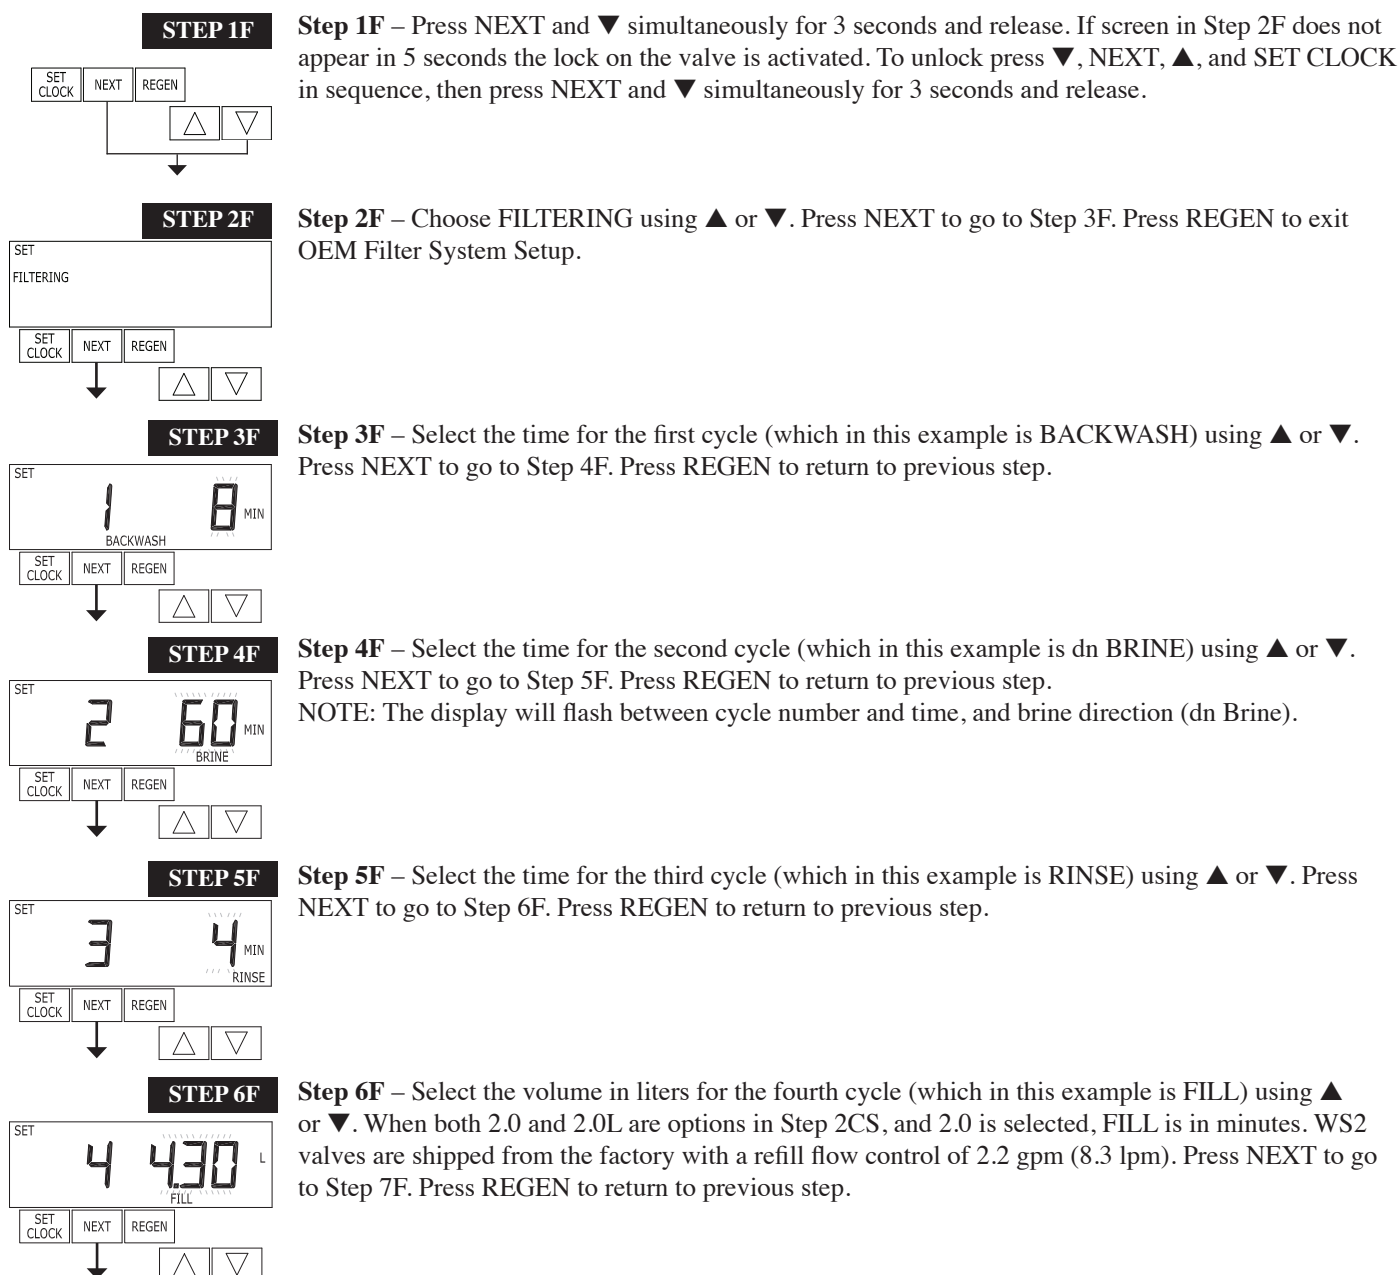 STEP 1F
Step 1F – Press NEXT and ▼ simultaneously for 3 seconds and release. If screen in Step 2F does not
appear in 5 seconds the lock on the valve is activated. To unlock press ▼, NEXT, ▲, and SET CLOCK
in sequence, then press NEXT and ▼ simultaneously for 3 seconds and release.
SET CLOCK NEXT REGEN
STEP 2F
Step 2F – Choose FILTERING using ▲ or ▼. Press NEXT to go to Step 3F. Press REGEN to exit
OEM Filter System Setup.
SET
FILTERING
SET CLOCK NEXT REGEN
STEP 3F
Step 3F – Select the time for the first cycle (which in this example is BACKWASH) using ▲ or ▼.
Press NEXT to go to Step 4F. Press REGEN to return to previous step.
SET
1 8 MIN
BACKWASH
SET CLOCK NEXT REGEN
STEP 4F
Step 4F – Select the time for the second cycle (which in this example is dn BRINE) using ▲ or ▼.
Press NEXT to go to Step 5F. Press REGEN to return to previous step.
NOTE: The display will flash between cycle number and time, and brine direction (dn Brine).
SET
2 60 MIN
BRINE
SET CLOCK NEXT REGEN
STEP 5F
Step 5F – Select the time for the third cycle (which in this example is RINSE) using ▲ or ▼. Press
NEXT to go to Step 6F. Press REGEN to return to previous step.
SET
3 4 MIN
RINSE
SET CLOCK NEXT REGEN
STEP 6F
Step 6F – Select the volume in liters for the fourth cycle (which in this example is FILL) using ▲
or ▼. When both 2.0 and 2.0L are options in Step 2CS, and 2.0 is selected, FILL is in minutes. WS2
valves are shipped from the factory with a refill flow control of 2.2 gpm (8.3 lpm). Press NEXT to go
to Step 7F. Press REGEN to return to previous step.
SET
4 4.30 L
FILL
SET CLOCK NEXT REGEN